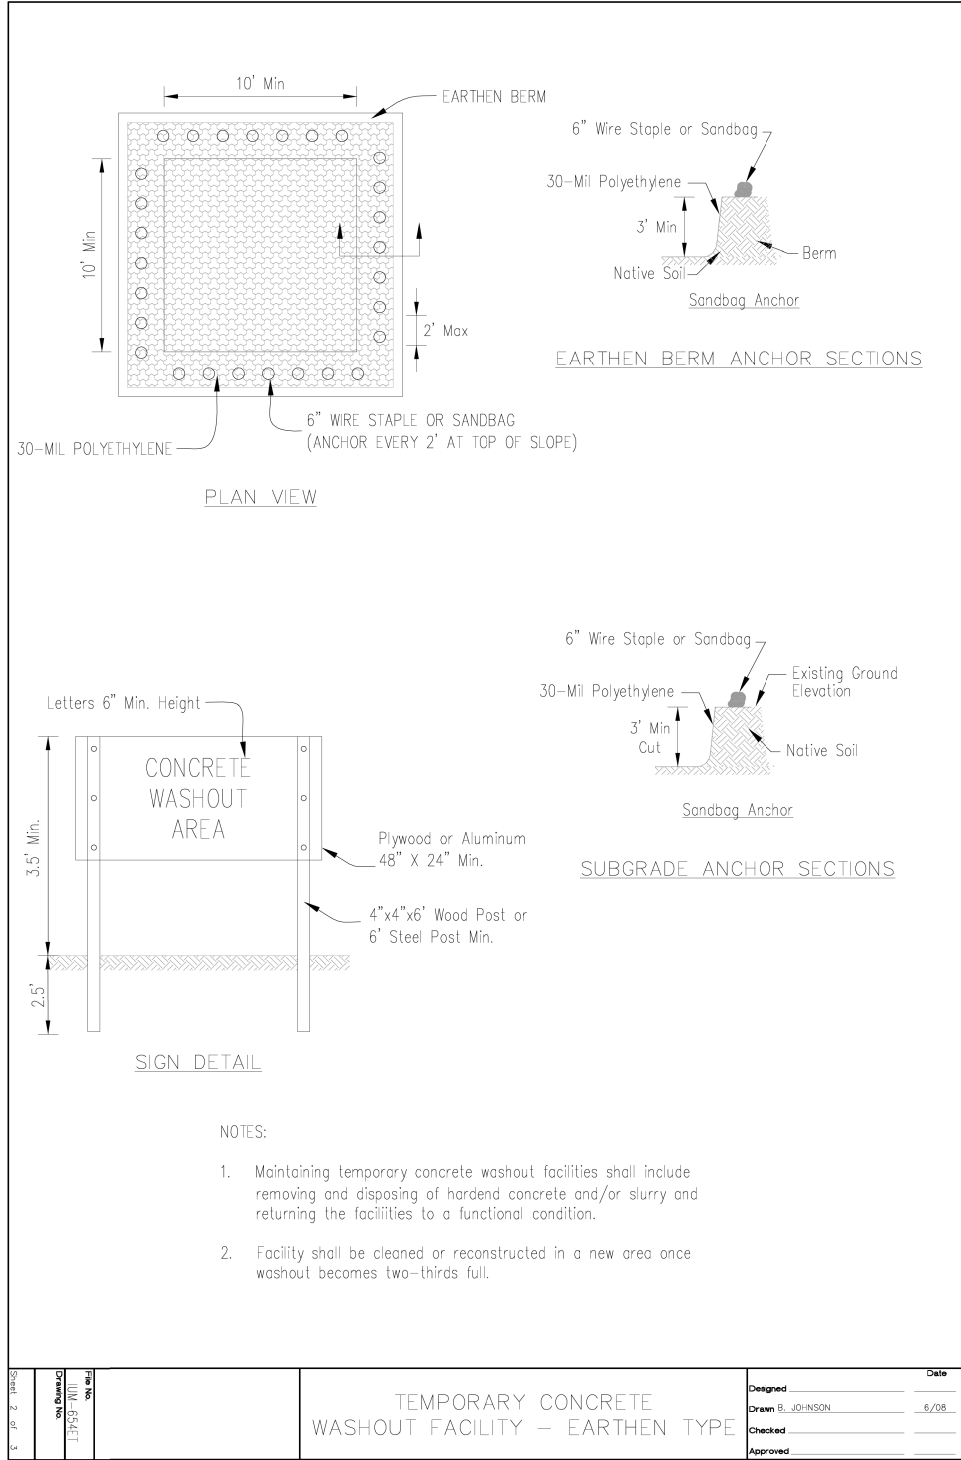 10' Min
EARTHEN BERM
10' Min
2' Max
6" WIRE STAPLE OR SANDBAG
(ANCHOR EVERY 2' AT TOP OF SLOPE)
30-MIL POLYETHYLENE
PLAN VIEW
6" Wire Staple or Sandbag
30-Mil Polyethylene
3' Min
Berm
Native Soil
Sandbag Anchor
EARTHEN BERM ANCHOR SECTIONS
6" Wire Staple or Sandbag
Existing Ground
Elevation
30-Mil Polyethylene
3' Min
Cut
Native Soil
Sandbag Anchor
SUBGRADE ANCHOR SECTIONS
Letters 6" Min. Height
CONCRETE
WASHOUT
AREA
3.5' Min.
Plywood or Aluminum
48" X 24" Min.
4"x4"x6' Wood Post or
6' Steel Post Min.
2.5'
SIGN DETAIL
NOTES:
1. Maintaining temporary concrete washout facilities shall include
removing and disposing of hardend concrete and/or slurry and
returning the faciliities to a functional condition.
2. Facility shall be cleaned or reconstructed in a new area once
washout becomes two-thirds full.
Sheet 2 of 3
Drawing No.
File No.
IUM-654ET
TEMPORARY CONCRETE
WASHOUT FACILITY - EARTHEN TYPE
Date
Desgned
Drawn B. JOHNSON 6/08
Checked
Approved